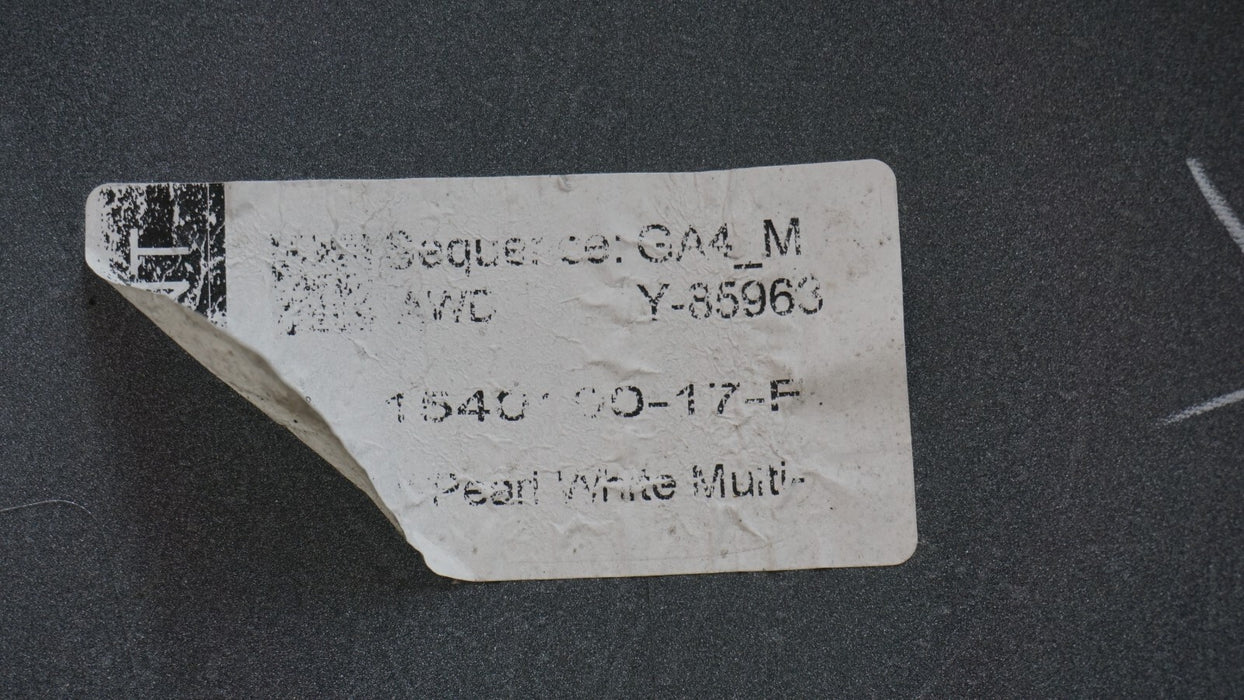 Sequence: GA4_M
AWD Y-85963
Pearl White Multi-